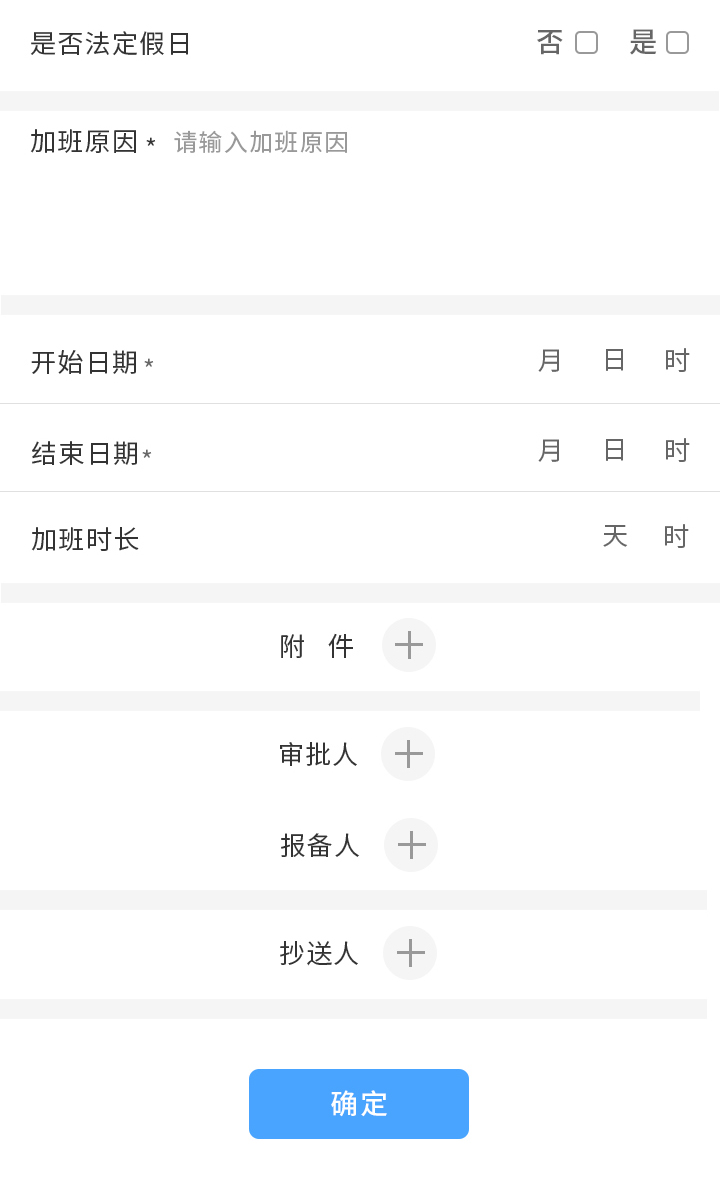 是否法定假日 否 是
加班原因 * 请输入加班原因
开始日期 * 月 日 时
结束日期* 月 日 时
加班时长 天 时
附 件
审批人
报备人
抄送人
确定